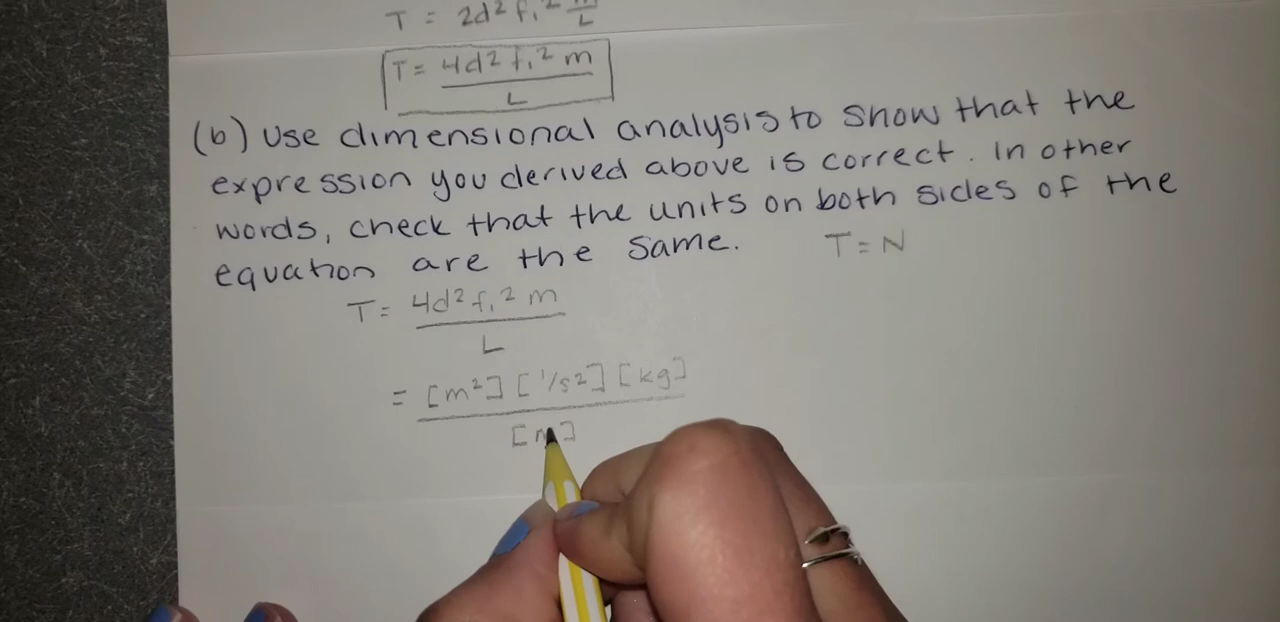 T = 2d² f₁² m/L
T = 4d² f₁² m / L
(b) Use dimensional analysis to show that the
expression you derived above is correct. In other
words, check that the units on both sides of the
equation are the same. T = N
T = 4d² f₁² m / L
= [m²] [1/s²] [kg] / [m]